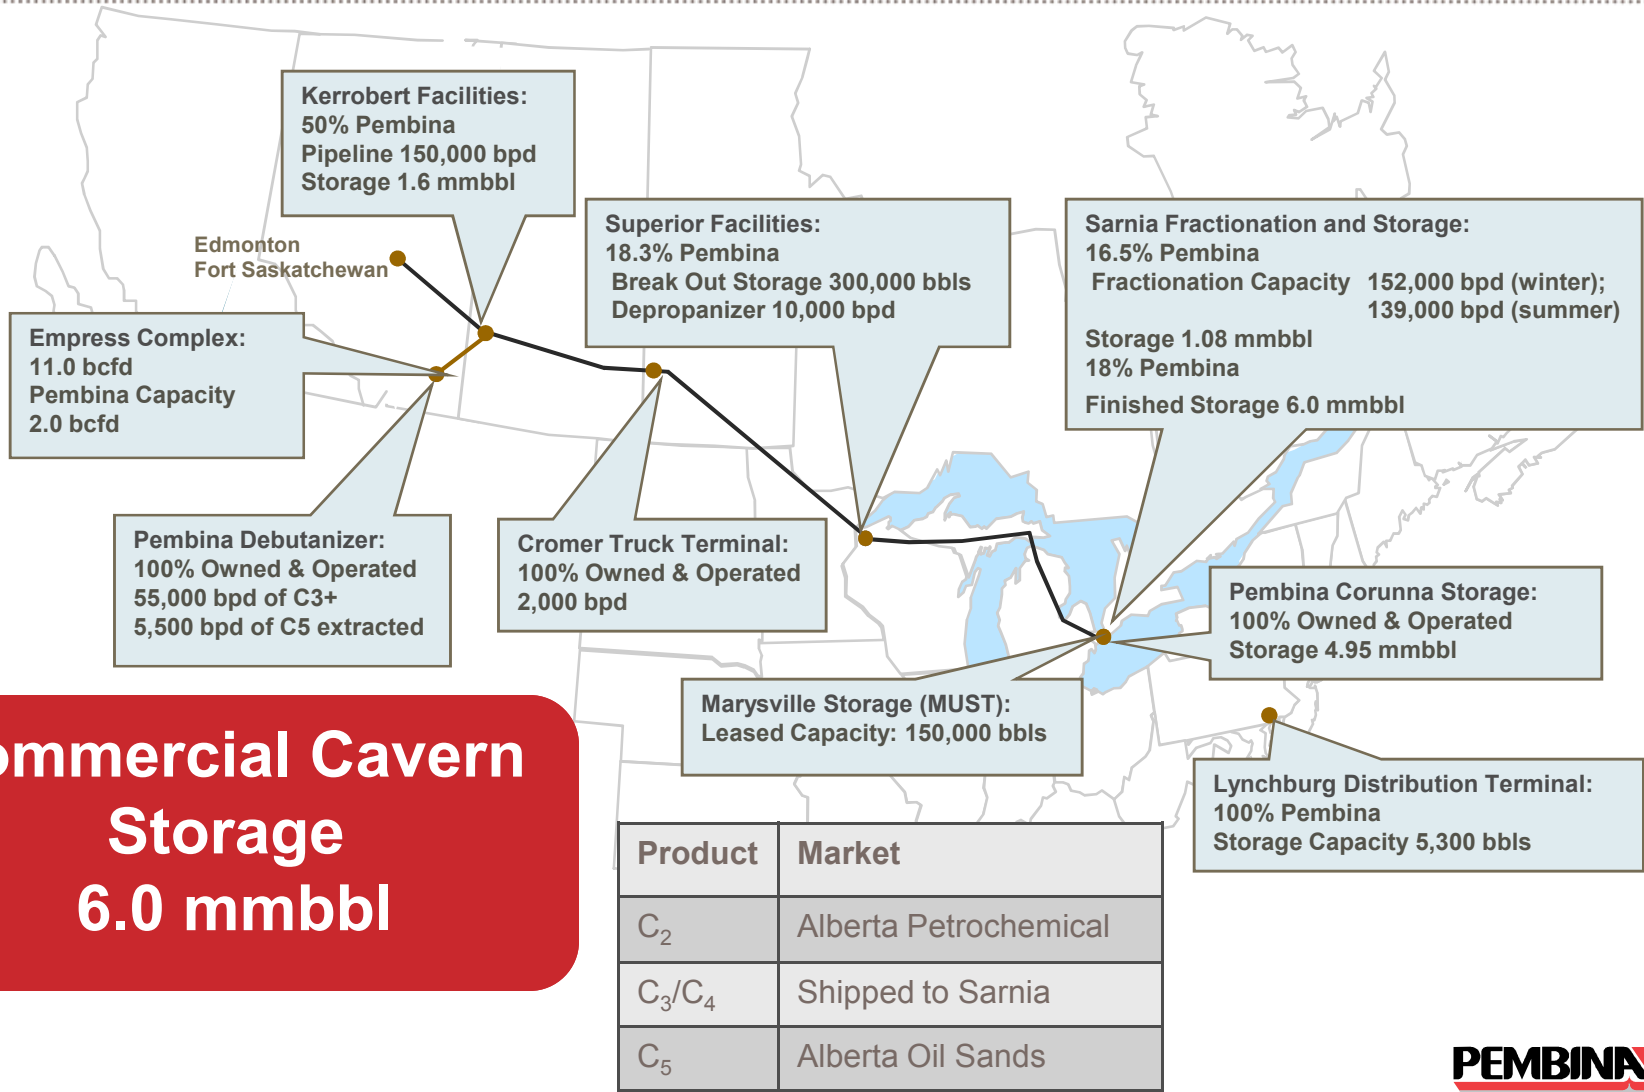 Kerrobert Facilities:
50% Pembina
Pipeline 150,000 bpd
Storage 1.6 mmbbl
Edmonton
Fort Saskatchewan
Superior Facilities:
18.3% Pembina
Break Out Storage 300,000 bbls
Depropanizer 10,000 bpd
Sarnia Fractionation and Storage:
16.5% Pembina
Fractionation Capacity 152,000 bpd (winter);
139,000 bpd (summer)
Storage 1.08 mmbbl
18% Pembina
Finished Storage 6.0 mmbbl
Empress Complex:
11.0 bcfd
Pembina Capacity
2.0 bcfd
Pembina Debutanizer:
100% Owned & Operated
55,000 bpd of C3+
5,500 bpd of C5 extracted
Cromer Truck Terminal:
100% Owned & Operated
2,000 bpd
Pembina Corunna Storage:
100% Owned & Operated
Storage 4.95 mmbbl
Marysville Storage (MUST):
Leased Capacity: 150,000 bbls
Lynchburg Distribution Terminal:
100% Pembina
Storage Capacity 5,300 bbls
ommercial Cavern
Storage
6.0 mmbbl
Product Market
C₂ Alberta Petrochemical
C₃/C₄ Shipped to Sarnia
C₅ Alberta Oil Sands
PEMBINA